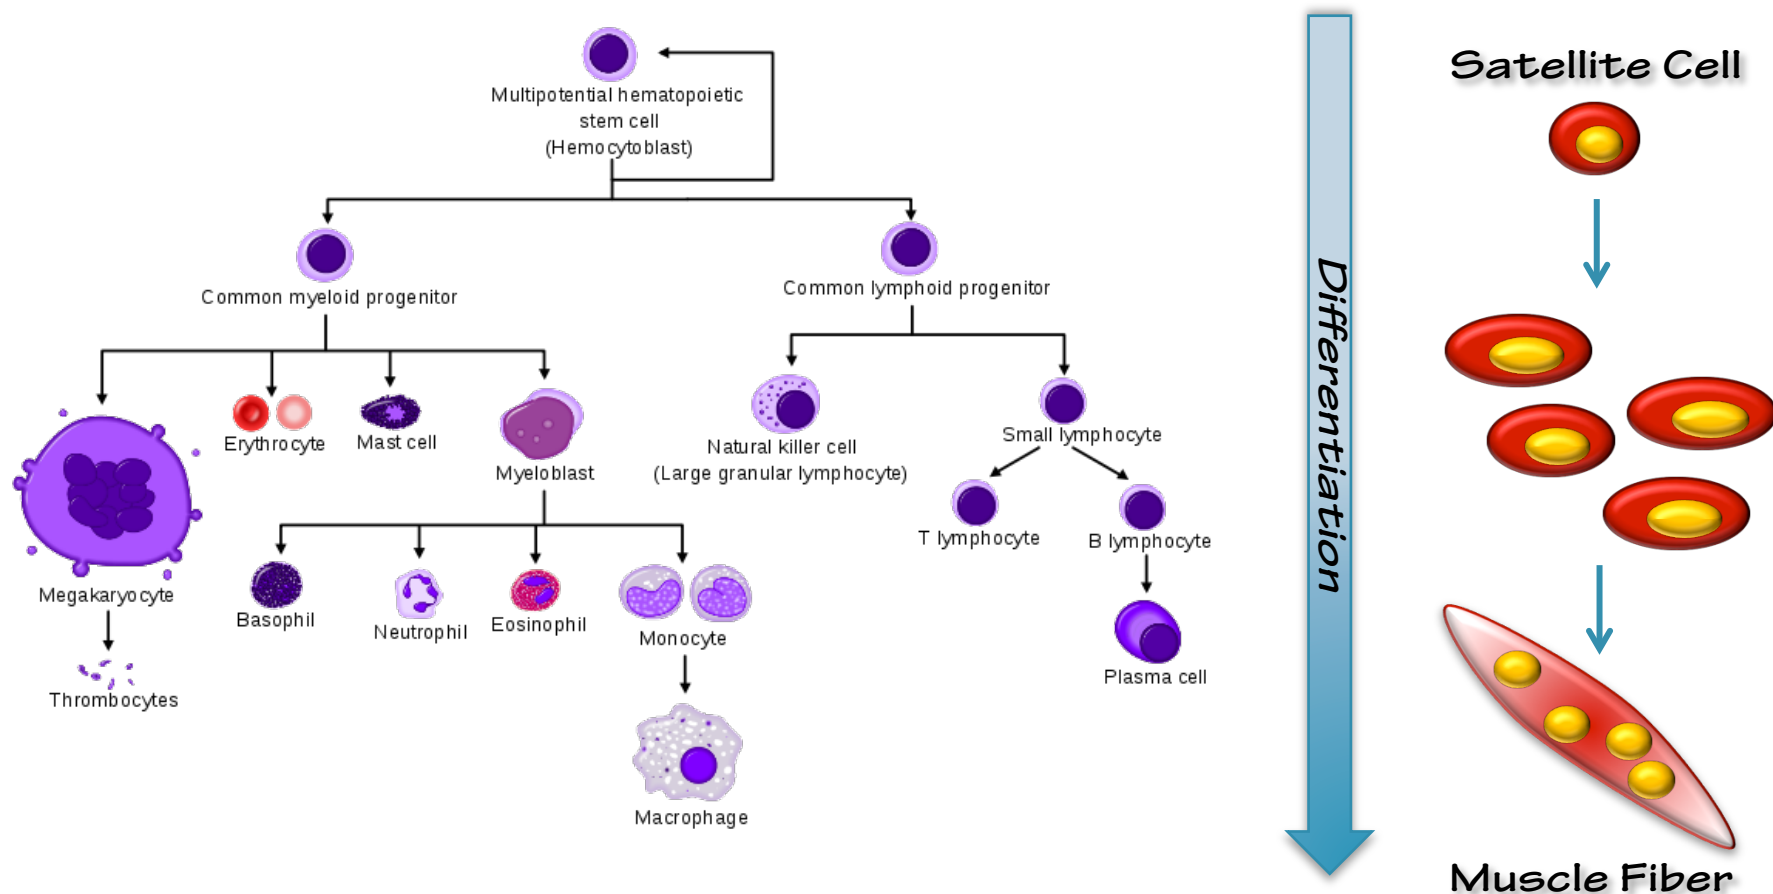 Multipotential hematopoietic
stem cell
(Hemocytoblast)
Common myeloid progenitor
Common lymphoid progenitor
Erythrocyte
Mast cell
Myeloblast
Natural killer cell
(Large granular lymphocyte)
Small lymphocyte
T lymphocyte
B lymphocyte
Megakaryocyte
Basophil
Neutrophil
Eosinophil
Monocyte
Plasma cell
Thrombocytes
Macrophage
Differentiation
Satellite Cell
Muscle Fiber